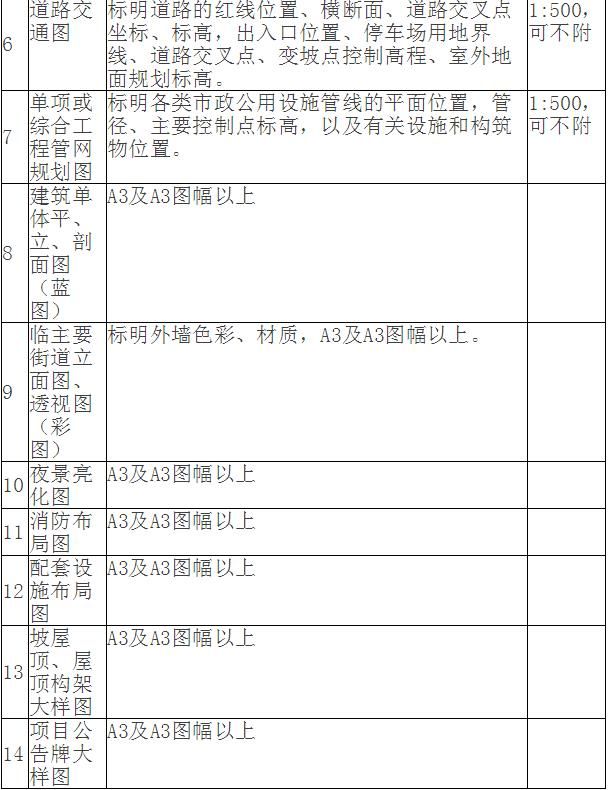 6
道路交
通图
标明道路的红线位置、横断面、道路交叉点
坐标、标高，出入口位置、停车场用地界
线、道路交叉点、变坡点控制高程、室外地
面规划标高。
1:500，
可不附
7
单项或
综合工
程管网
规划图
标明各类市政公用设施管线的平面位置，管
径、主要控制点标高，以及有关设施和构筑
物位置。
1:500，
可不附
8
建筑单
体平、
立、剖
面图
（蓝
图）
A3及A3图幅以上
9
临主要
街道立
面图、
透视图
（彩
图）
标明外墙色彩、材质，A3及A3图幅以上。
10
夜景亮
化图
A3及A3图幅以上
11
消防布
局图
A3及A3图幅以上
12
配套设
施布局
图
A3及A3图幅以上
13
坡屋
顶、屋
顶构架
大样图
A3及A3图幅以上
14
项目公
告牌大
样图
A3及A3图幅以上